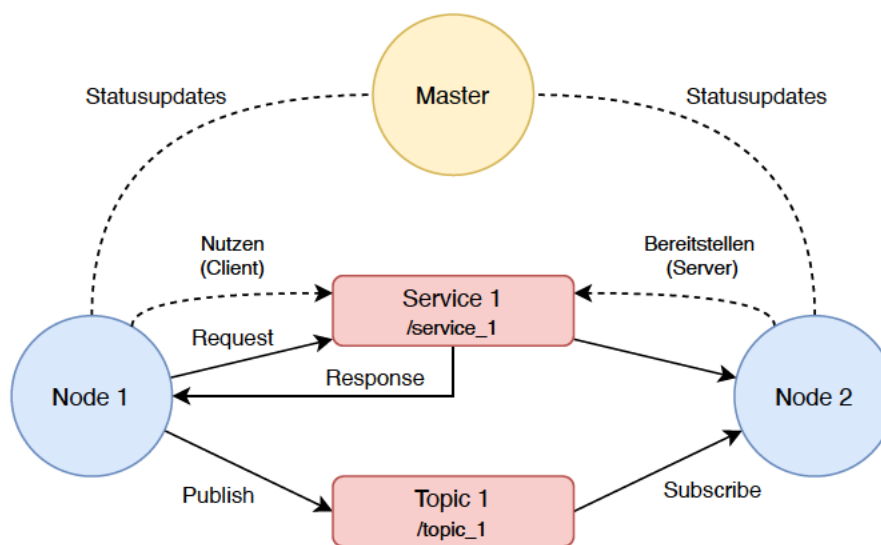 Master
Statusupdates
Statusupdates
Nutzen
(Client)
Bereitstellen
(Server)
Service 1
/service_1
Request
Response
Node 1
Node 2
Publish
Topic 1
/topic_1
Subscribe